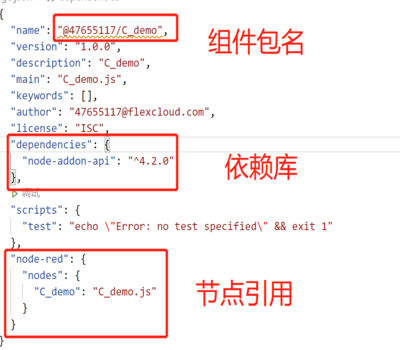 {
"name": "@47655117/C_demo",
组件包名
"version": "1.0.0",
"description": "C_demo",
"main": "C_demo.js",
"keywords": [],
"author": "47655117@flexcloud.com",
"license": "ISC",
"dependencies": {
"node-addon-api": "^4.2.0"
依赖库
},
调试
"scripts": {
"test": "echo \"Error: no test specified\" && exit 1"
},
"node-red": {
"nodes": {
"C_demo": "C_demo.js"
节点引用
}
}